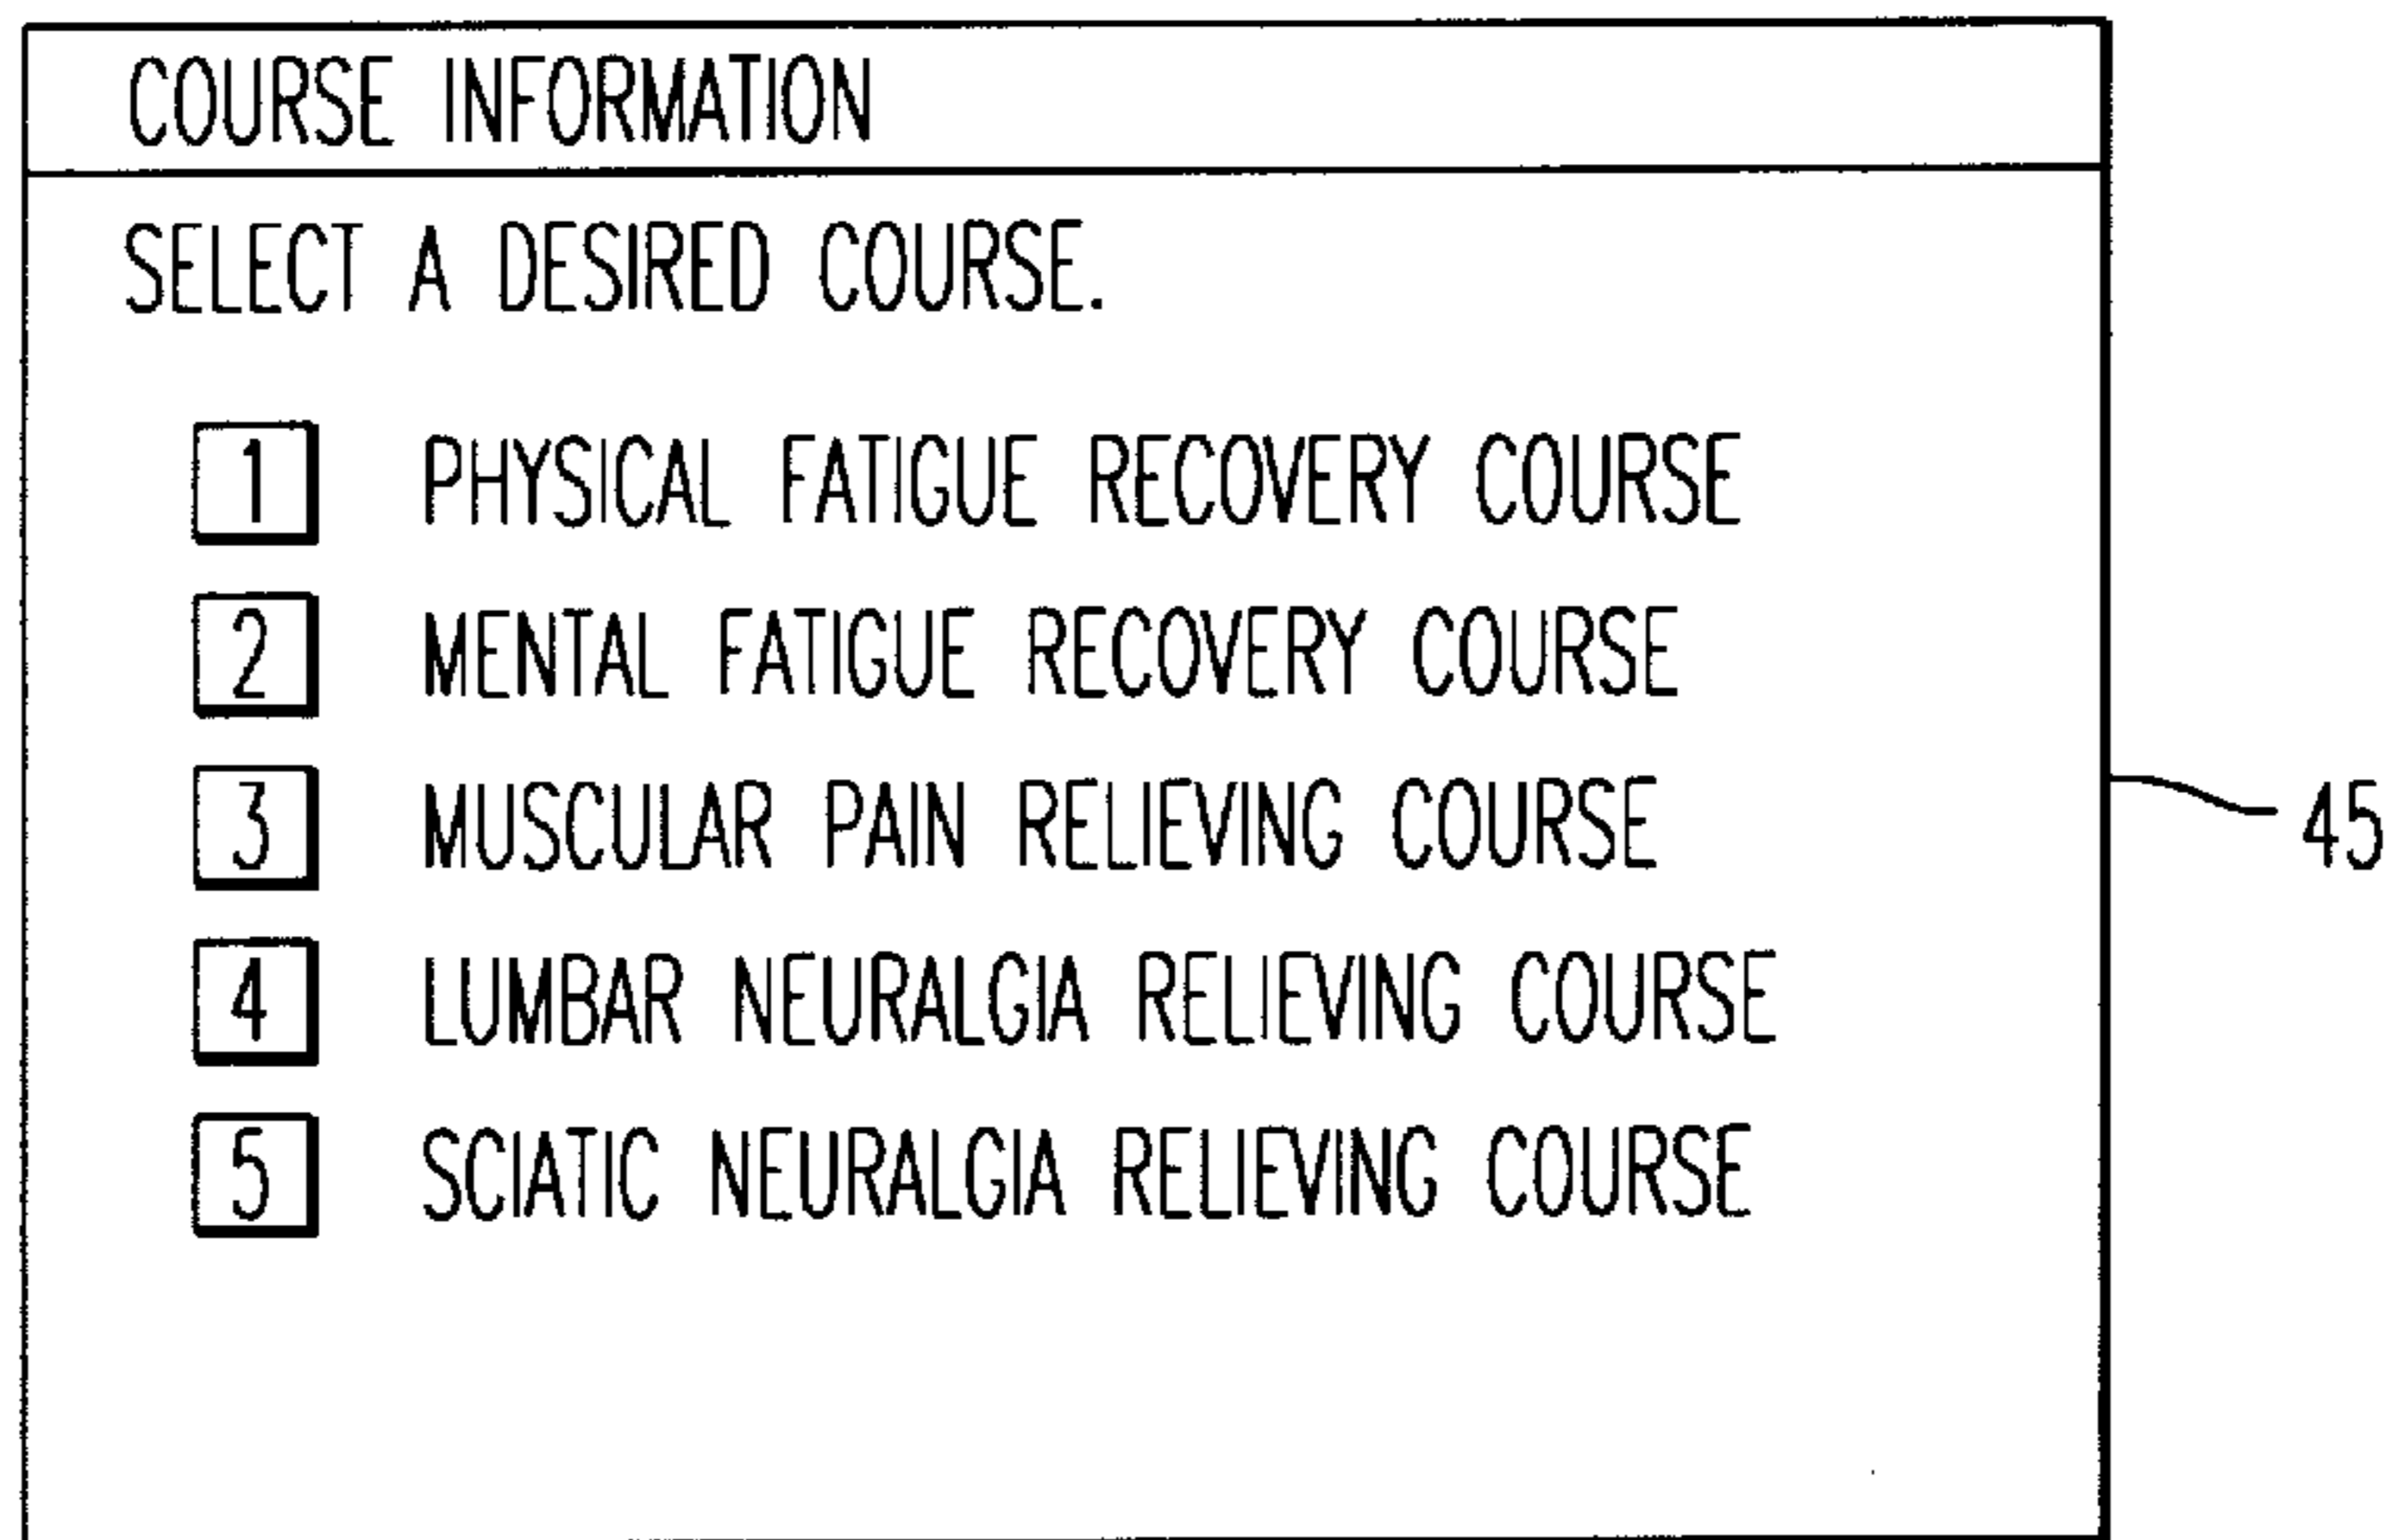 COURSE INFORMATION
SELECT A DESIRED COURSE.
1 PHYSICAL FATIGUE RECOVERY COURSE
2 MENTAL FATIGUE RECOVERY COURSE
3 MUSCULAR PAIN RELIEVING COURSE
45
4 LUMBAR NEURALGIA RELIEVING COURSE
5 SCIATIC NEURALGIA RELIEVING COURSE